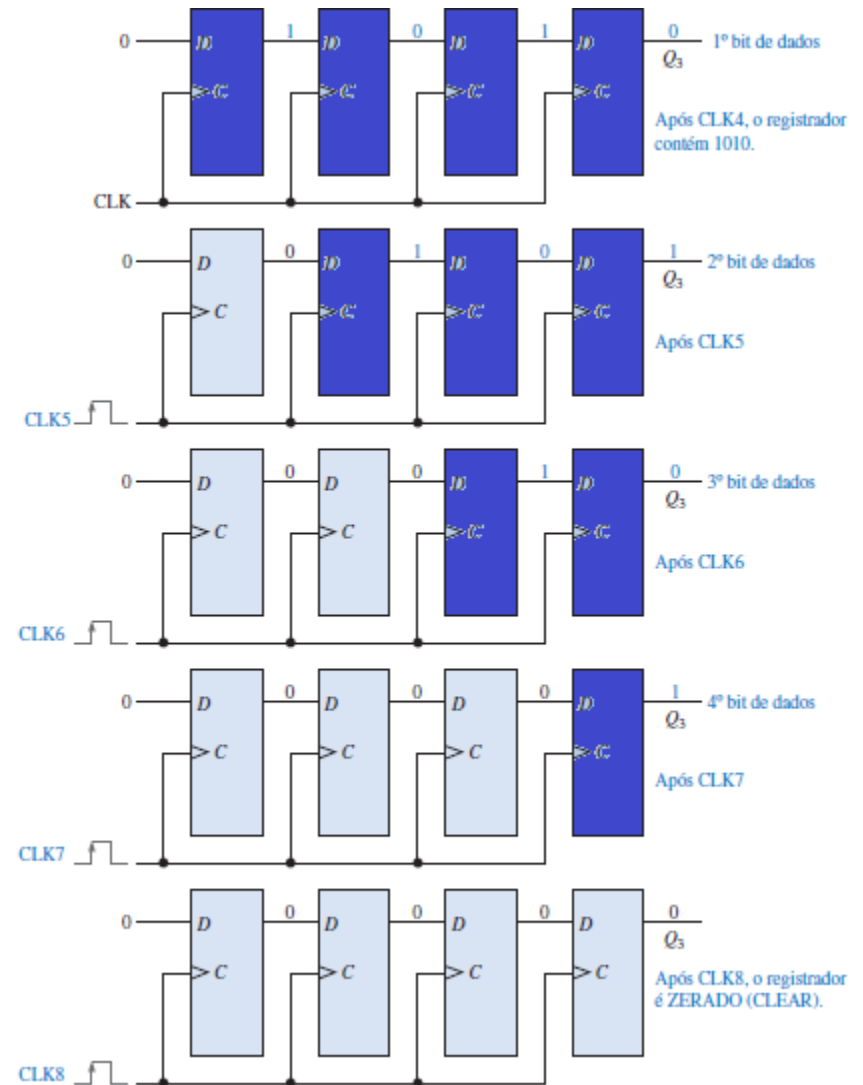 0 D 1 D 0 D 1 D 0 1º bit de dados
Q3
C C C C
Após CLK4, o registrador
contém 1010.
CLK
0 D 0 D 1 D 0 D 1 2º bit de dados
Q3
C C C C
Após CLK5
CLK5
0 D 0 D 0 D 1 D 0 3º bit de dados
Q3
C C C C
Após CLK6
CLK6
0 D 0 D 0 D 0 D 1 4º bit de dados
Q3
C C C C
Após CLK7
CLK7
0 D 0 D 0 D 0 D 0
Q3
C C C C
Após CLK8, o registrador
é ZERADO (CLEAR).
CLK8